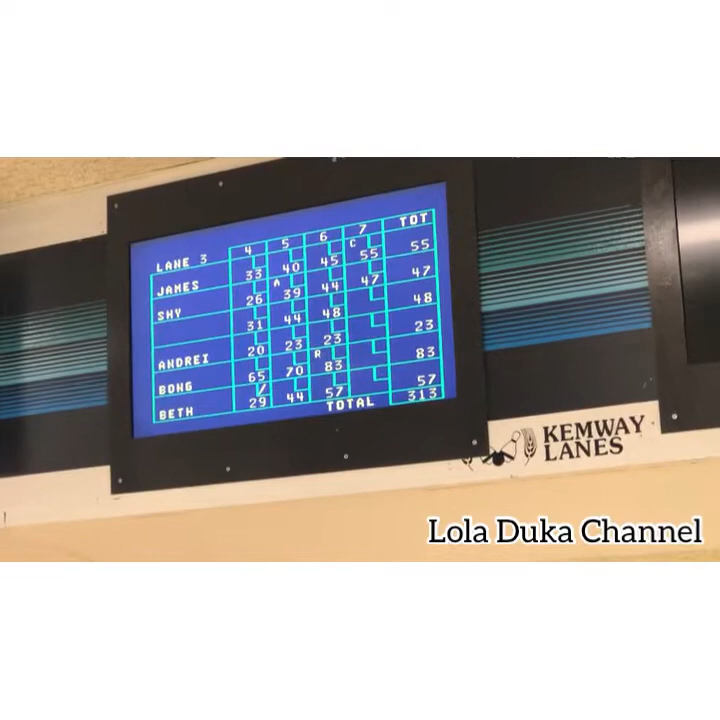 LANE 3 4 5 6 7 TOT
JAMES 33 40 45 C 55 55
SHY 26 A 39 44 47 47
31 44 48 48
ANDREI 20 23 23 23
BONG 65 70 R 83 83
BETH / 29 44 57 57
TOTAL 313
KEMWAY
LANES
Lola Duka Channel